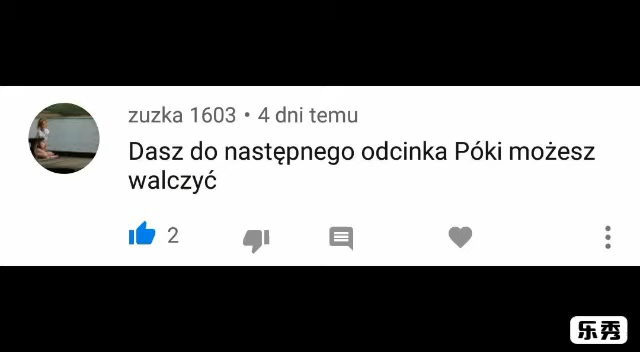 zuzka 1603 • 4 dni temu
Dasz do następnego odcinka Póki możesz
walczyć
2
乐秀